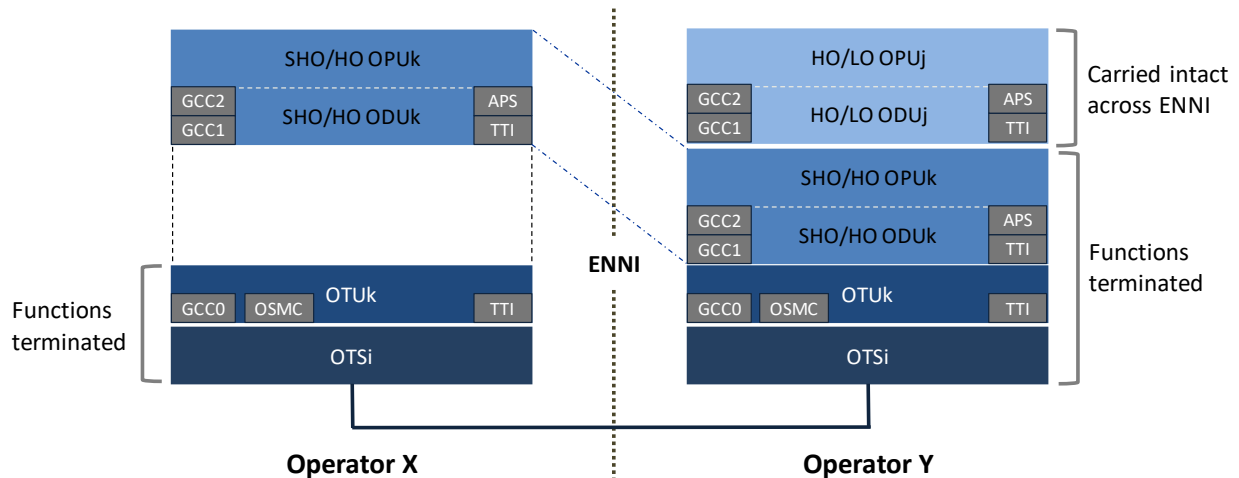 SHO/HO OPUk
GCC2
APS
SHO/HO ODUk
GCC1
TTI
Functions
terminated
OTUk
GCC0
OSMC
TTI
OTSi
Operator X
ENNI
HO/LO OPUj
GCC2
APS
HO/LO ODUj
GCC1
TTI
Carried intact
across ENNI
SHO/HO OPUk
GCC2
APS
SHO/HO ODUk
GCC1
TTI
Functions
terminated
OTUk
GCC0
OSMC
TTI
OTSi
Operator Y